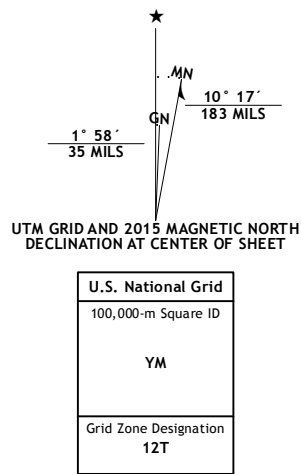 ★
MN
GN
10° 17´
183 MILS
1° 58´
35 MILS
UTM GRID AND 2015 MAGNETIC NORTH
DECLINATION AT CENTER OF SHEET
U.S. National Grid
100,000-m Square ID
YM
Grid Zone Designation
12T